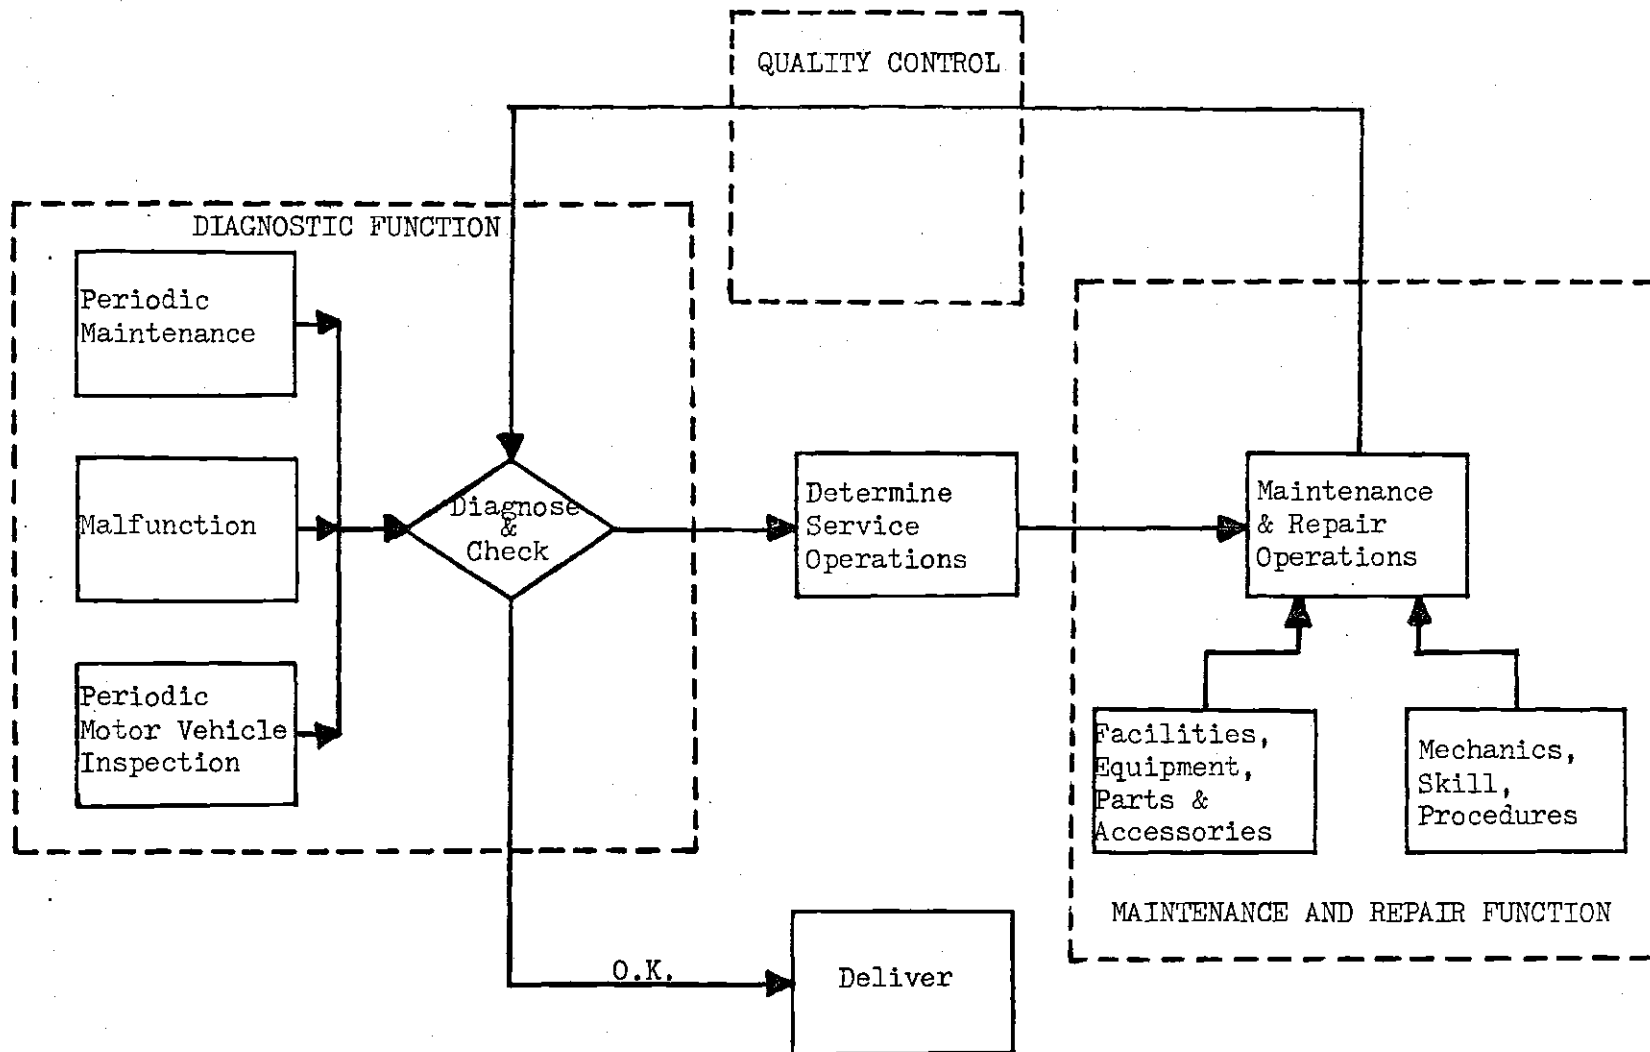 QUALITY CONTROL
DIAGNOSTIC FUNCTION
Periodic
Maintenance
Malfunction
Periodic
Motor Vehicle
Inspection
Diagnose
&
Check
Determine
Service
Operations
Maintenance
& Repair
Operations
Facilities,
Equipment,
Parts &
Accessories
Mechanics,
Skill,
Procedures
MAINTENANCE AND REPAIR FUNCTION
O.K.
Deliver